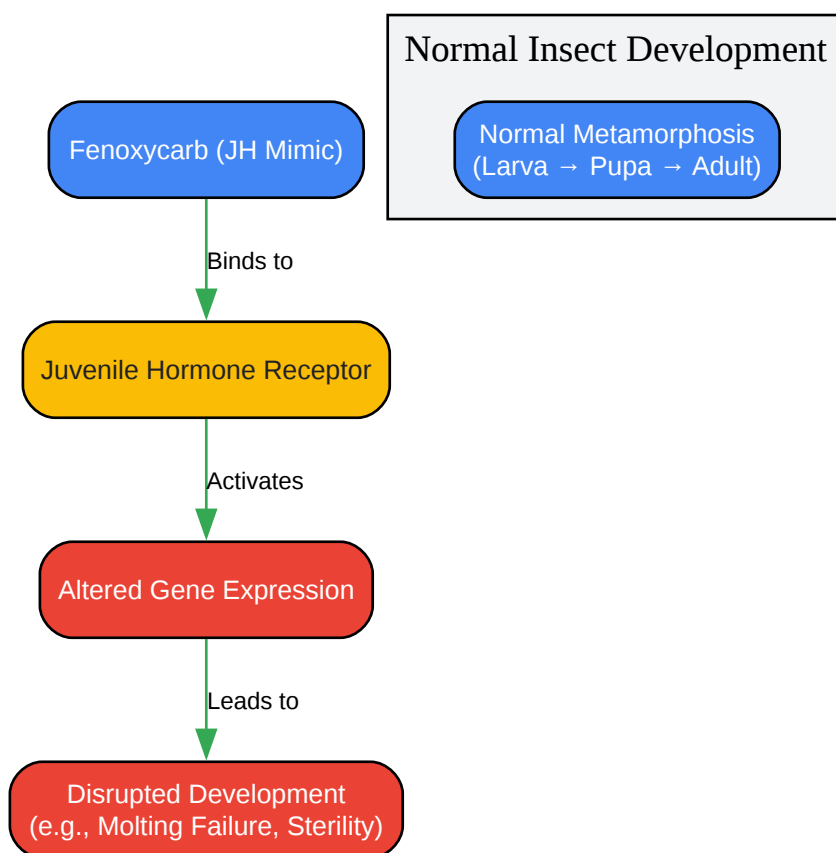 Normal Insect Development
Fenoxycarb (JH Mimic)
Normal Metamorphosis
(Larva → Pupa → Adult)
Binds to
Juvenile Hormone Receptor
Activates
Altered Gene Expression
Leads to
Disrupted Development
(e.g., Molting Failure, Sterility)